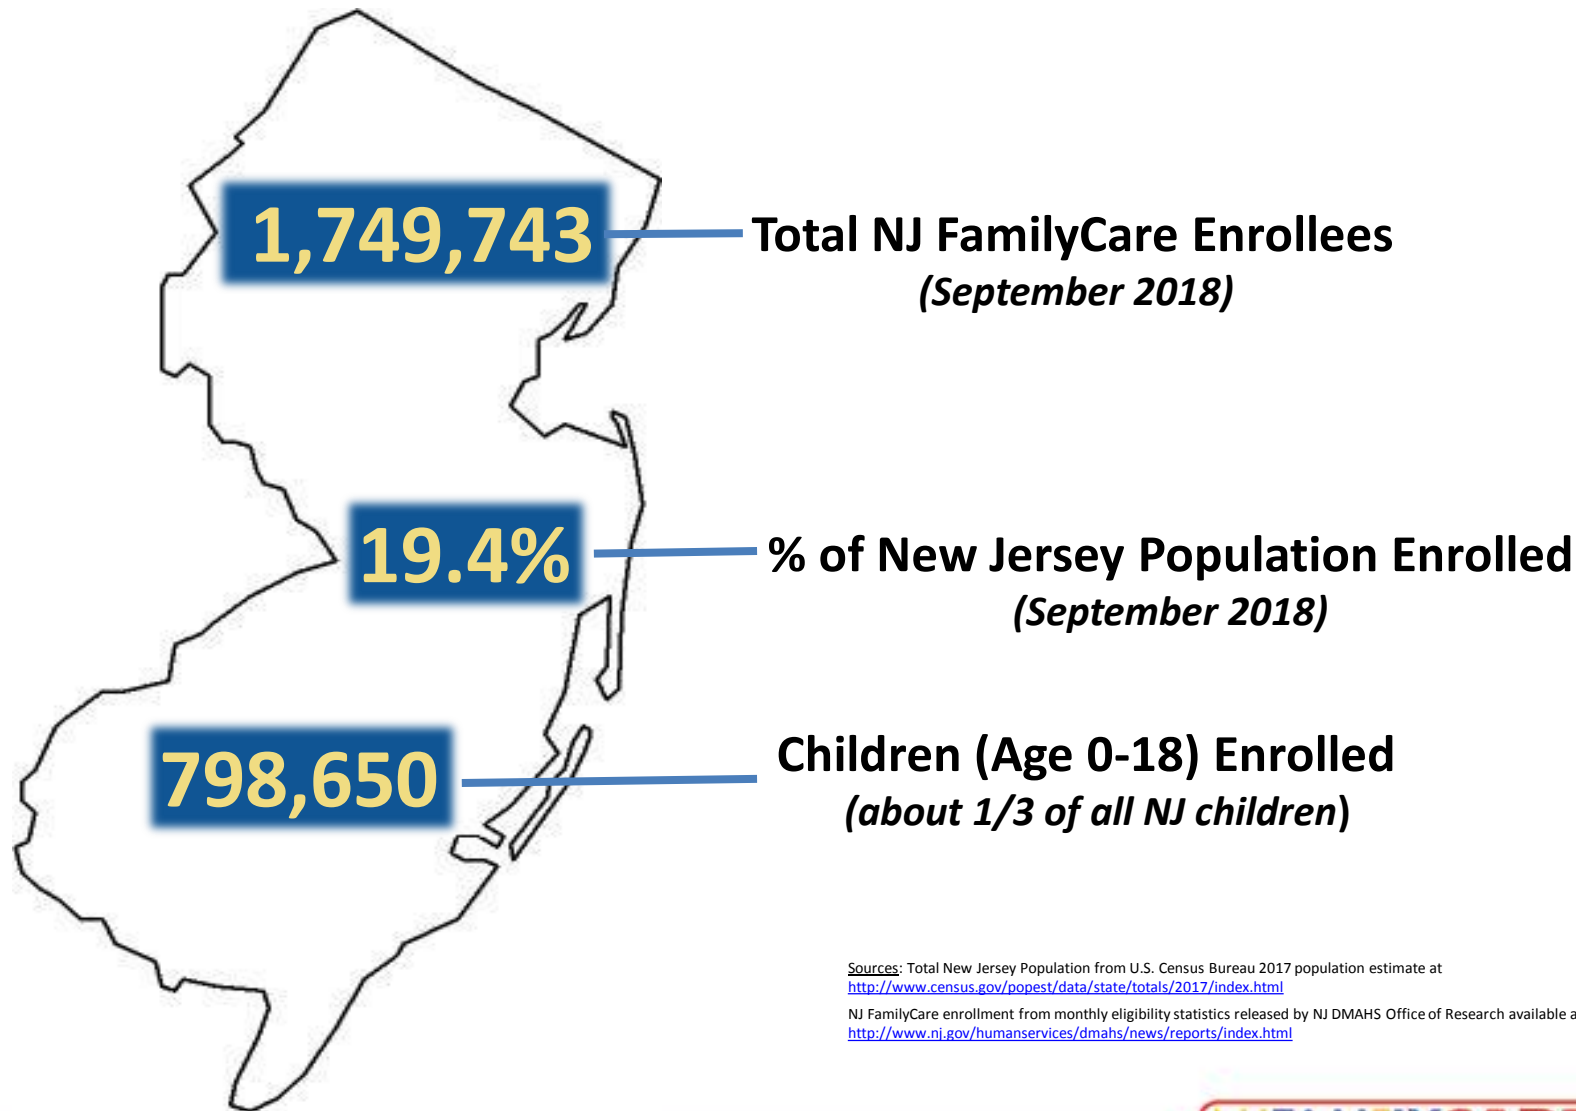 1,749,743
Total NJ FamilyCare Enrollees
(September 2018)
19.4%
% of New Jersey Population Enrolled
(September 2018)
798,650
Children (Age 0-18) Enrolled
(about 1/3 of all NJ children)
Sources: Total New Jersey Population from U.S. Census Bureau 2017 population estimate at
http://www.census.gov/popest/data/state/totals/2017/index.html
NJ FamilyCare enrollment from monthly eligibility statistics released by NJ DMAHS Office of Research available a
http://www.nj.gov/humanservices/dmahs/news/reports/index.html